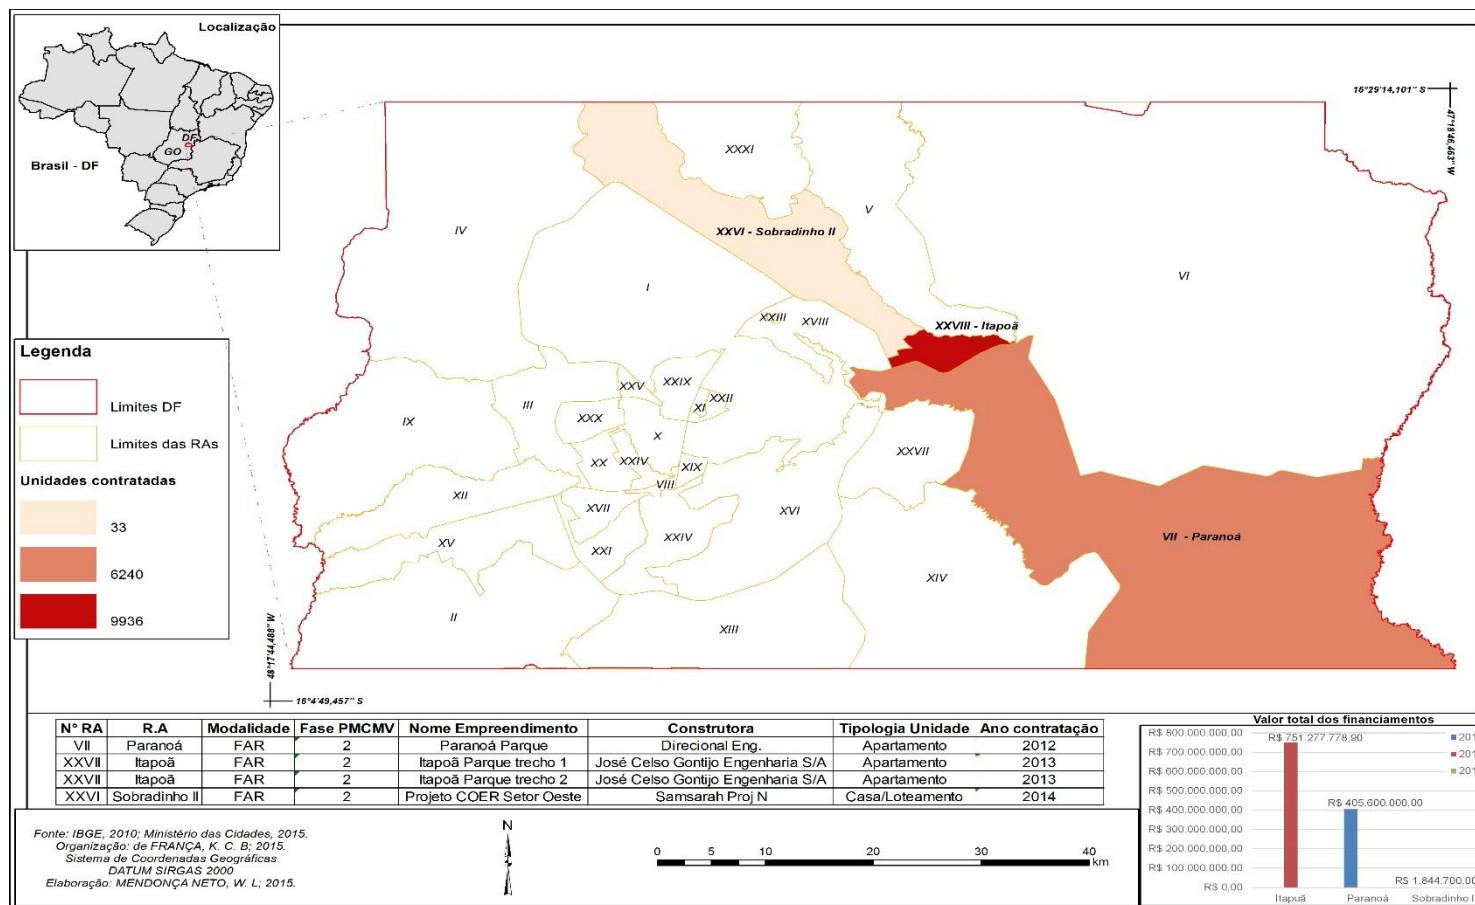 Localização
DF
GO
Brasil - DF
16°29'14,101" S
47°18'46,463" W
XXXI
IV
V
XXVI - Sobradinho II
VI
I
XXIII
XVIII
XXVIII - Itapoã
Legenda
Limites DF
Limites das RAs
Unidades contratadas
33
6240
9936
XXV
XXIX
XXII
XI
III
IX
XXX
X
XX
XXIV
XIX
VIII
XXVII
XII
XVII
XVI
XV
XXI
XXIV
VII - Paranoá
XIV
II
XIII
48°17'44,488" W
16°4'49,457" S
N° RA R.A Modalidade Fase PMCMV Nome Empreendimento Construtora Tipologia Unidade Ano contratação
VII Paranoá FAR 2 Paranoá Parque Direcional Eng. Apartamento 2012
XXVII Itapoã FAR 2 Itapoã Parque trecho 1 José Celso Gontijo Engenharia S/A Apartamento 2013
XXVII Itapoã FAR 2 Itapoã Parque trecho 2 José Celso Gontijo Engenharia S/A Apartamento 2013
XXVI Sobradinho II FAR 2 Projeto COER Setor Oeste Samsarah Proj N Casa/Loteamento 2014
Valor total dos financiamentos
R$ 800.000.000,00
R$ 751.277.778,90
R$ 700.000.000,00
R$ 600.000.000,00
R$ 500.000.000,00
R$ 400.000.000,00
R$ 405.600.000,00
R$ 300.000.000,00
R$ 200.000.000,00
R$ 100.000.000,00
R$ 0,00
R$ 1.844.700,00
Itapuã Paranoá Sobradinho I
201
201
201
Fonte: IBGE, 2010; Ministério das Cidades, 2015.
Organização: de FRANÇA, K. C. B; 2015.
Sistema de Coordenadas Geográficas
DATUM SIRGAS 2000
Elaboração: MENDONÇA NETO, W. L; 2015.
N
0 5 10 20 30 40
km